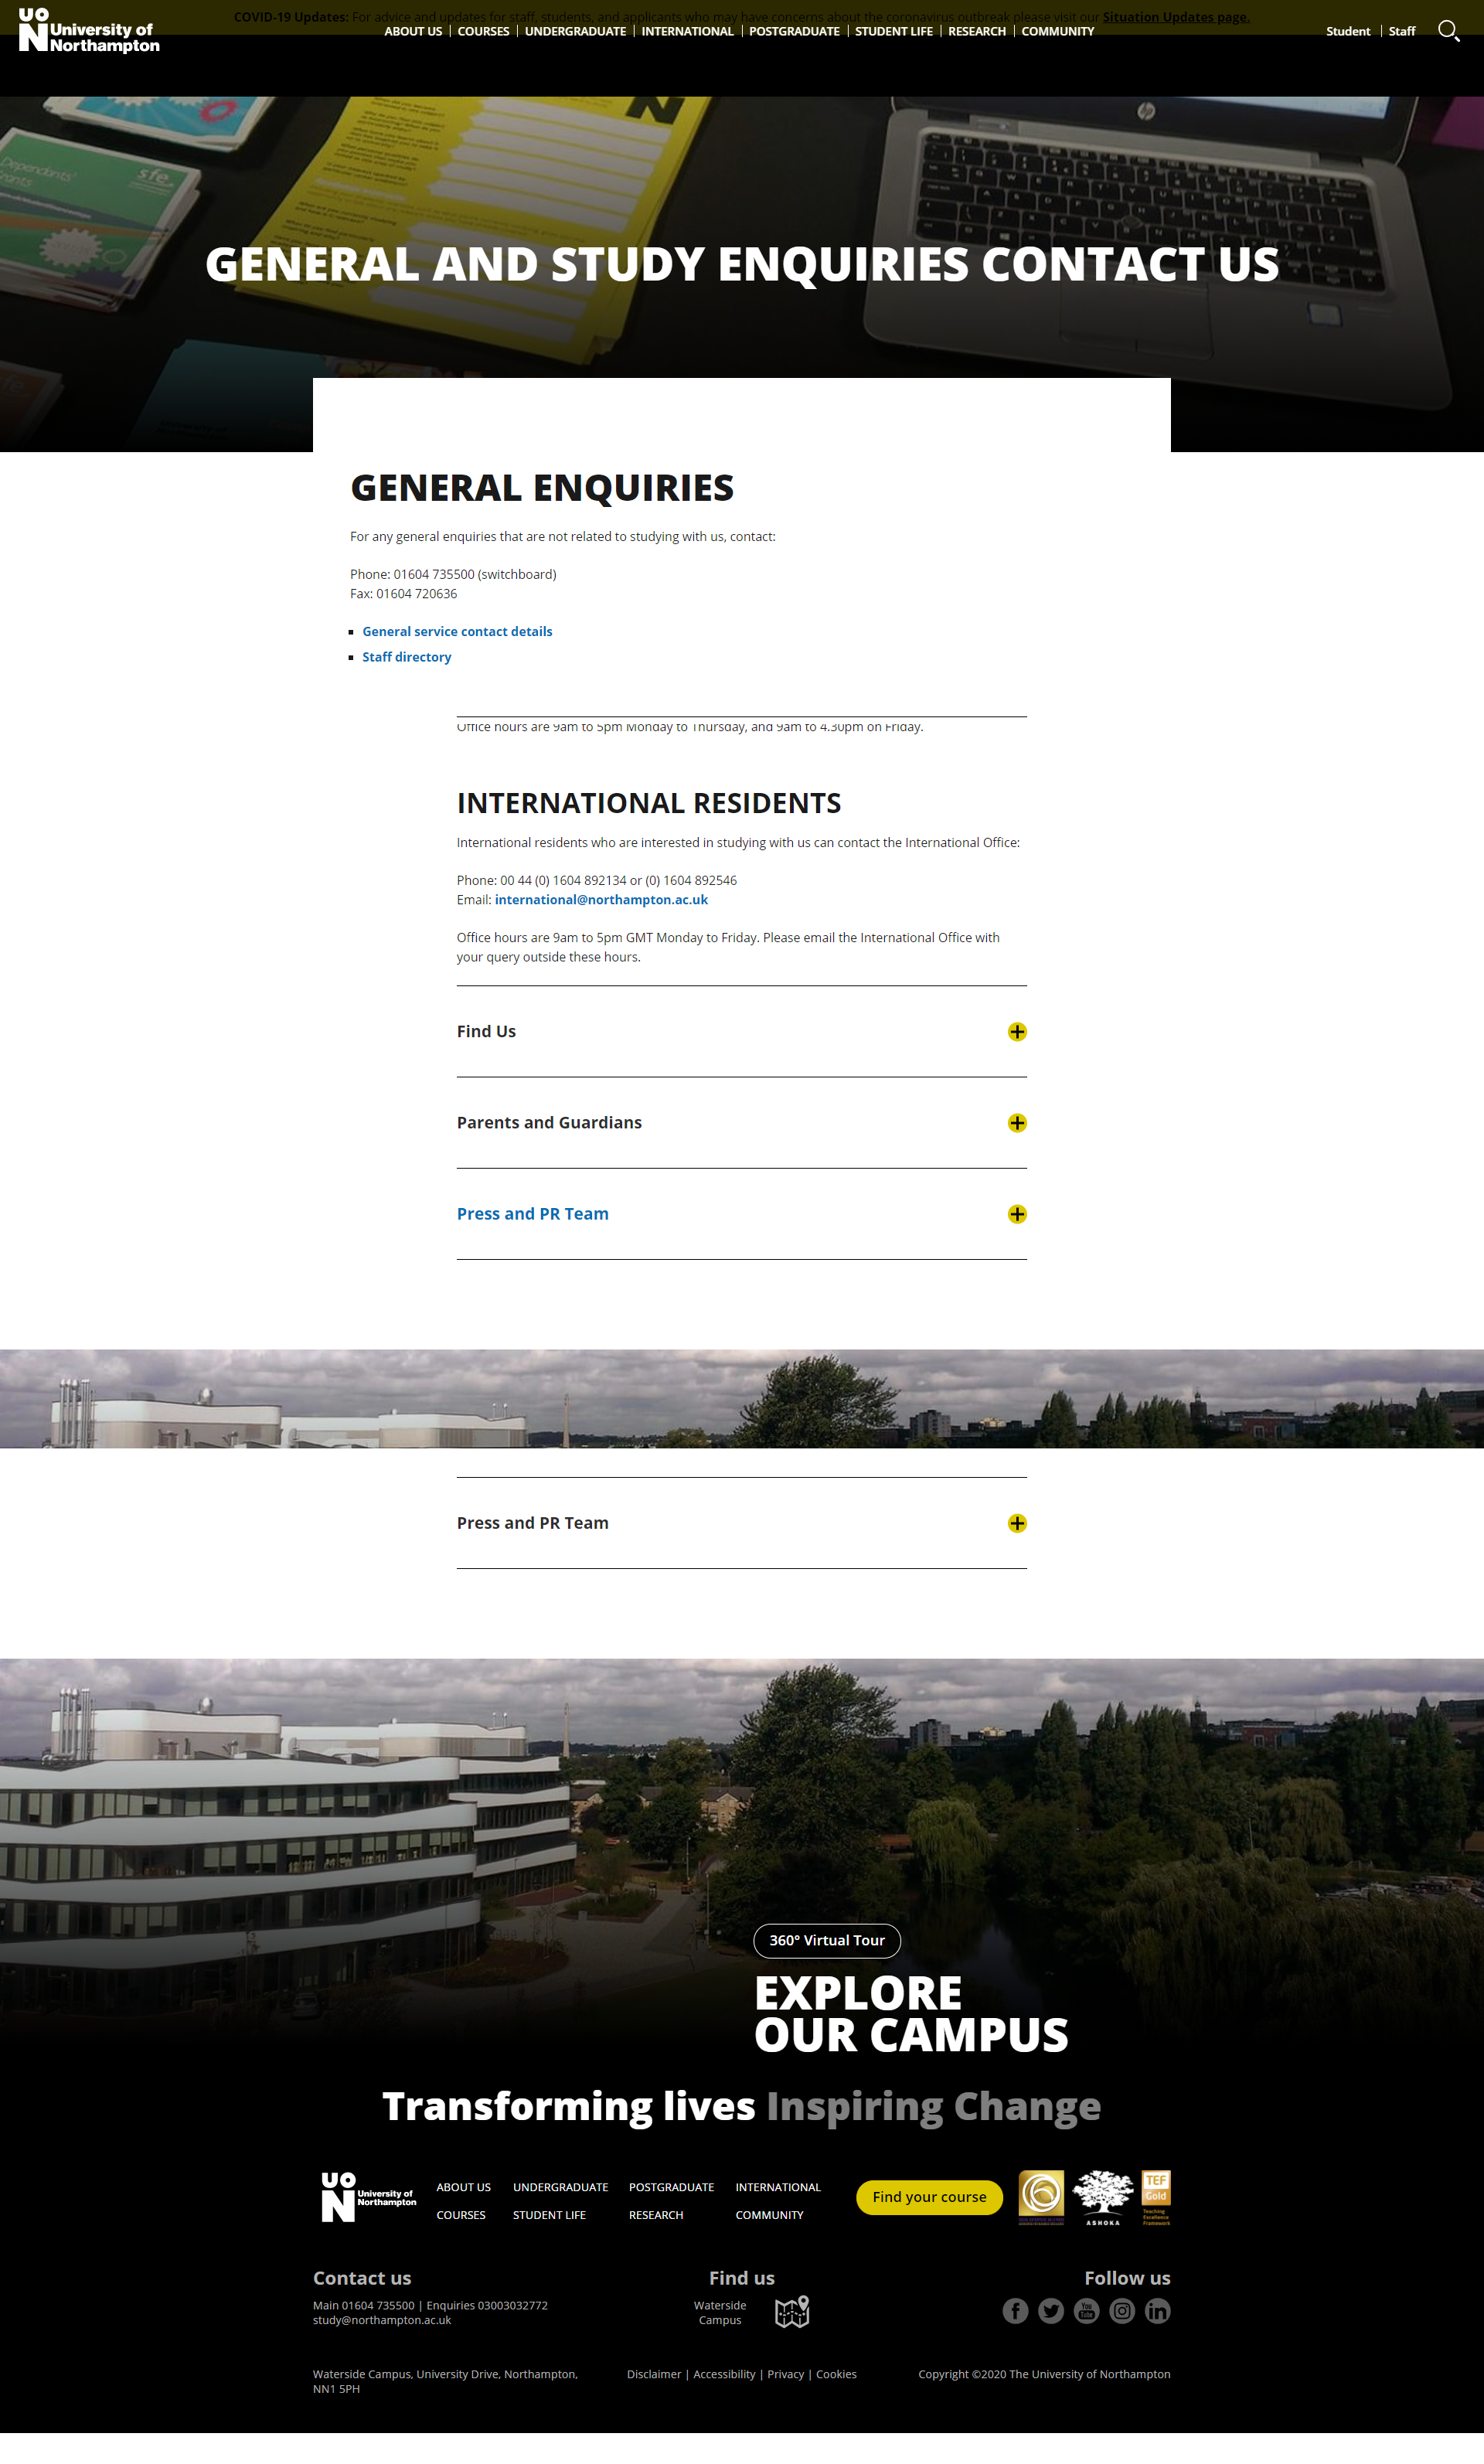 COVID-19 Updates: For advice and updates for staff, students, and applicants who may have concerns about the coronavirus outbreak please visit our Situation Updates page.
UO
N University of
Northampton
ABOUT US | COURSES | UNDERGRADUATE | INTERNATIONAL | POSTGRADUATE | STUDENT LIFE | RESEARCH | COMMUNITY
Student | Staff
Dependants'
Grants
sfe
GENERAL AND STUDY ENQUIRIES CONTACT US
GENERAL ENQUIRIES
For any general enquiries that are not related to studying with us, contact:
Phone: 01604 735500 (switchboard)
Fax: 01604 720636
General service contact details
Staff directory
Office hours are 9am to 5pm Monday to Thursday, and 9am to 4.30pm on Friday.
INTERNATIONAL RESIDENTS
International residents who are interested in studying with us can contact the International Office:
Phone: 00 44 (0) 1604 892134 or (0) 1604 892546
Email: international@northampton.ac.uk
Office hours are 9am to 5pm GMT Monday to Friday. Please email the International Office with
your query outside these hours.
Find Us
Parents and Guardians
Press and PR Team
Press and PR Team
360° Virtual Tour
EXPLORE
OUR CAMPUS
Transforming lives Inspiring Change
UO
N University of
Northampton
ABOUT US UNDERGRADUATE POSTGRADUATE INTERNATIONAL
COURSES STUDENT LIFE RESEARCH COMMUNITY
Find your course
ASHOKA
TEF
Gold
Teaching
Excellence
Framework
Contact us
Main 01604 735500 | Enquiries 03003032772
study@northampton.ac.uk
Find us
Waterside
Campus
Follow us
You
Tube
Waterside Campus, University Drive, Northampton,
NN1 5PH
Disclaimer | Accessibility | Privacy | Cookies
Copyright ©2020 The University of Northampton